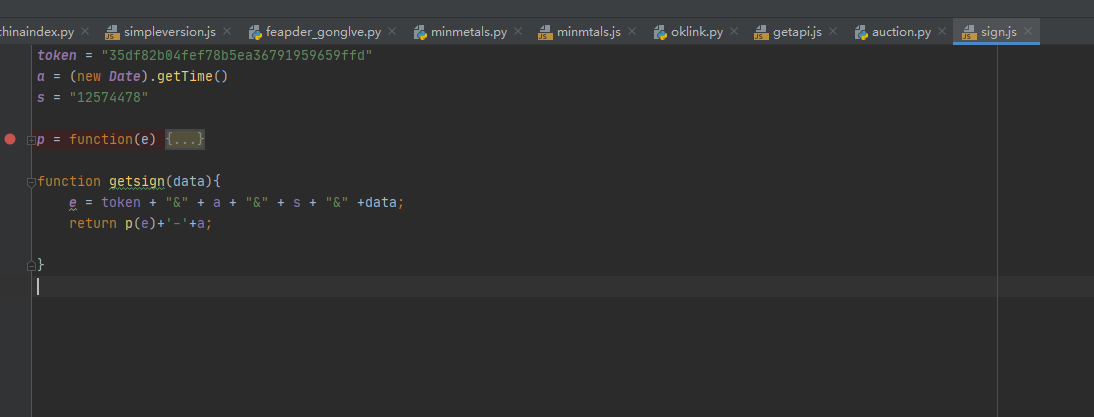 chinaindex.py simpleversion.js feapder_gonglve.py minmetals.py minmtals.js oklink.py getapi.js auction.py sign.js
token = "35df82b04fef78b5ea36791959659ffd"
a = (new Date).getTime()
s = "12574478"
p = function(e) {...}
function getsign(data){
e = token + "&" + a + "&" + s + "&" +data;
return p(e)+'-'+a;
}